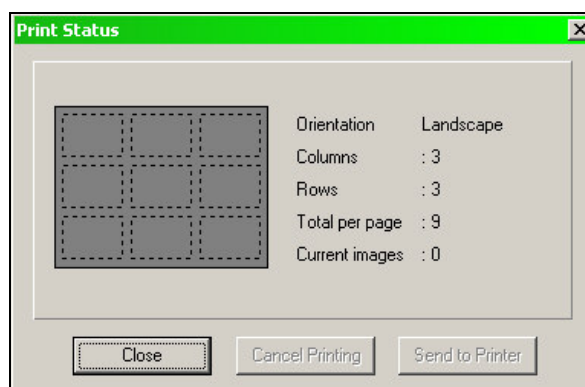 Print Status
Orientation Landscape
Columns : 3
Rows : 3
Total per page : 9
Current images : 0
Close Cancel Printing Send to Printer